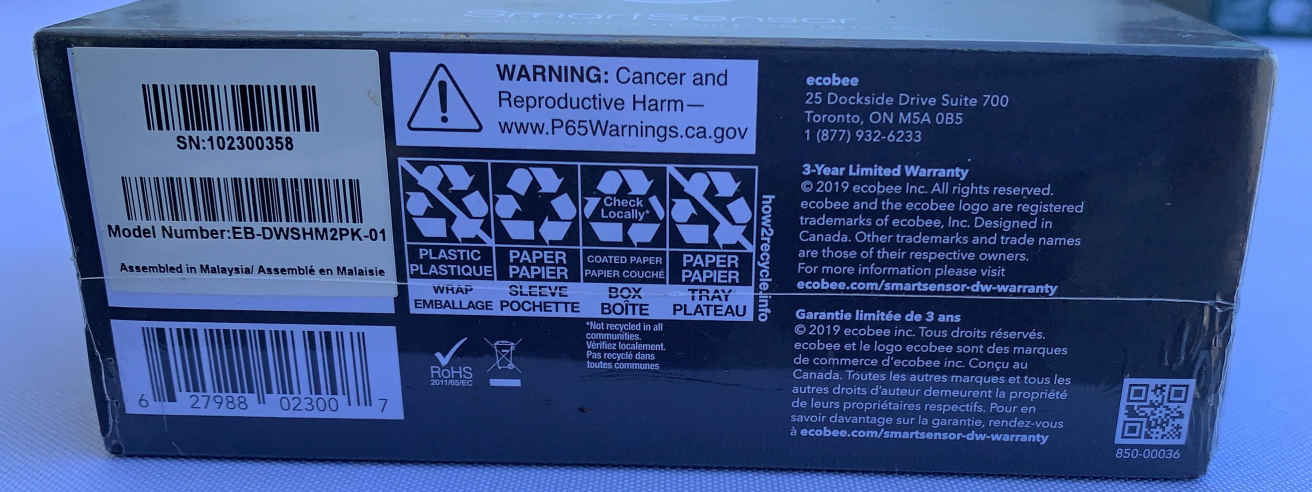 SmartSensor
SN:102300358
Model Number:EB-DWSHM2PK-01
Assembled in Malaysia/ Assemblé en Malaisie
6 27988 02300 7
WARNING: Cancer and
Reproductive Harm—
www.P65Warnings.ca.gov
PLASTIC
PLASTIQUE
WRAP
EMBALLAGE
PAPER
PAPIER
SLEEVE
POCHETTE
Check
Locally*
COATED PAPER
PAPIER COUCHÉ
BOX
BOÎTE
PAPER
PAPIER
TRAY
PLATEAU
how2recycle.info
*Not recycled in all
communities.
Vérifiez localement.
Pas recyclé dans
toutes communes
RoHS
2011/65/EC
ecobee
25 Dockside Drive Suite 700
Toronto, ON M5A 0B5
1 (877) 932-6233
3-Year Limited Warranty
© 2019 ecobee Inc. All rights reserved.
ecobee and the ecobee logo are registered
trademarks of ecobee, Inc. Designed in
Canada. Other trademarks and trade names
are those of their respective owners.
For more information please visit
ecobee.com/smartsensor-dw-warranty
Garantie limitée de 3 ans
© 2019 ecobee inc. Tous droits réservés.
ecobee et le logo ecobee sont des marques
de commerce d'ecobee inc. Conçu au
Canada. Toutes les autres marques et tous les
autres droits d'auteur demeurent la propriété
de leurs propriétaires respectifs. Pour en
savoir davantage sur la garantie, rendez-vous
à ecobee.com/smartsensor-dw-warranty
850-00036